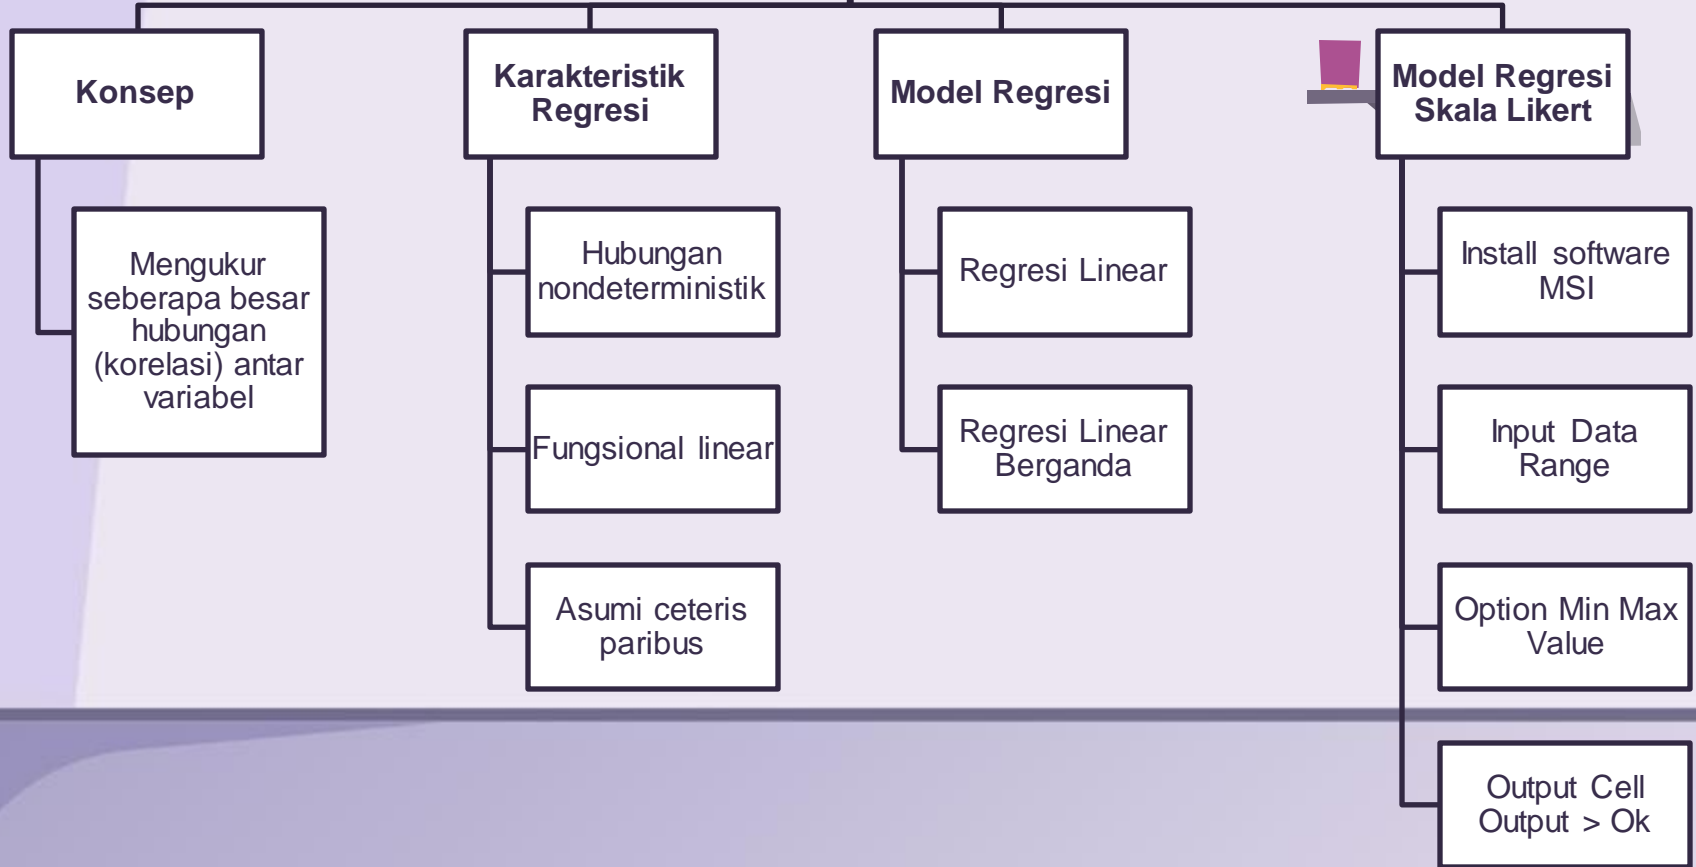 Konsep
Mengukur
seberapa besar
hubungan
(korelasi) antar
variabel
Karakteristik
Regresi
Hubungan
nondeterministik
Fungsional linear
Asumi ceteris
paribus
Model Regresi
Regresi Linear
Regresi Linear
Berganda
Model Regresi
Skala Likert
Install software
MSI
Input Data
Range
Option Min Max
Value
Output Cell
Output > Ok